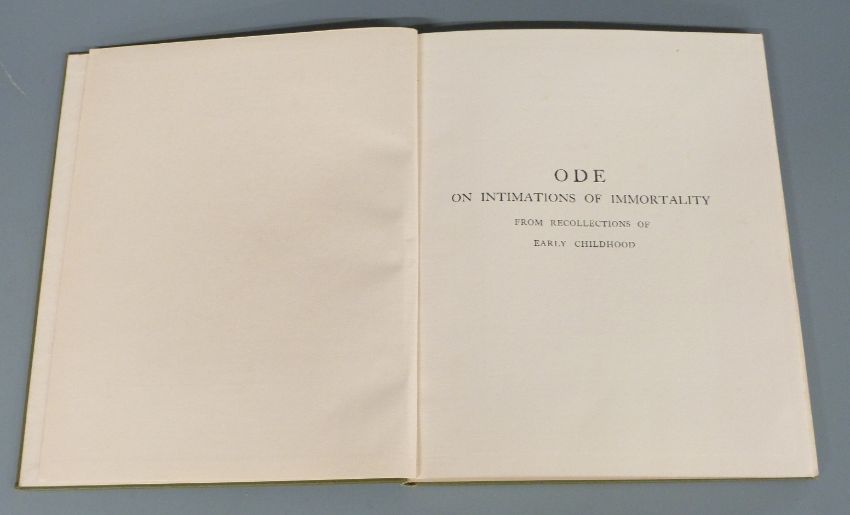 ODE
ON INTIMATIONS OF IMMORTALITY
FROM RECOLLECTIONS OF
EARLY CHILDHOOD